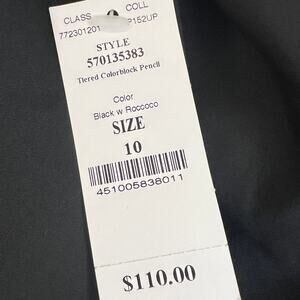 CLASS COLL
772301201 P152UP
STYLE
570135383
Tiered Colorblock Pencil
Color
Black w Roccoco
SIZE
10
451005838011
$110.00